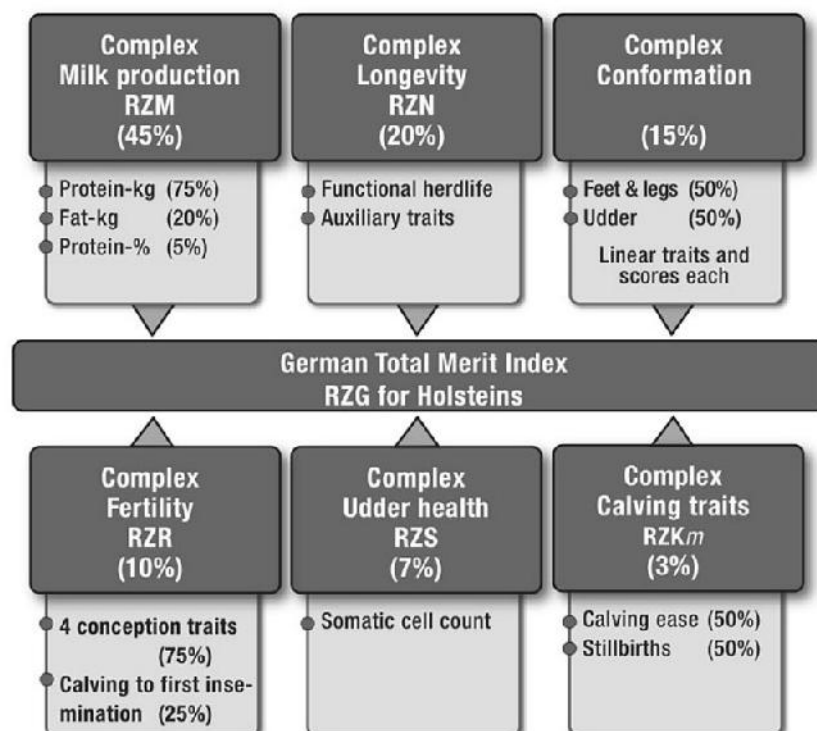 Complex
Milk production
RZM
(45%)
Protein-kg (75%)
Fat-kg (20%)
Protein-% (5%)
Complex
Longevity
RZN
(20%)
Functional herdlife
Auxiliary traits
Complex
Conformation
(15%)
Feet & legs (50%)
Udder (50%)
Linear traits and
scores each
German Total Merit Index
RZG for Holsteins
Complex
Fertility
RZR
(10%)
4 conception traits
(75%)
Calving to first inse-
mination (25%)
Complex
Udder health
RZS
(7%)
Somatic cell count
Complex
Calving traits
RZKm
(3%)
Calving ease (50%)
Stillbirths (50%)